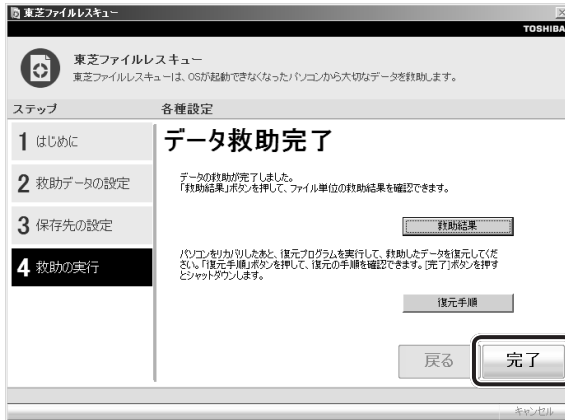 東芝ファイルレスキュー
TOSHIBA
東芝ファイルレスキュー
東芝ファイルレスキューは、OSが起動できなくなったパソコンから大切なデータを救助します。
ステップ
各種設定
1 はじめに
2 救助データの設定
3 保存先の設定
4 救助の実行
データ救助完了
データの救助が完了しました。
「救助結果」ボタンを押して、ファイル単位の救助結果を確認できます。
救助結果
パソコンをリカバリしたあと、復元プログラムを実行して、救助したデータを復元してくだ
さい。「復元手順」ボタンを押して、復元の手順を確認できます。[完了]ボタンを押す
とシャットダウンします。
復元手順
戻る
完了
キャンセル